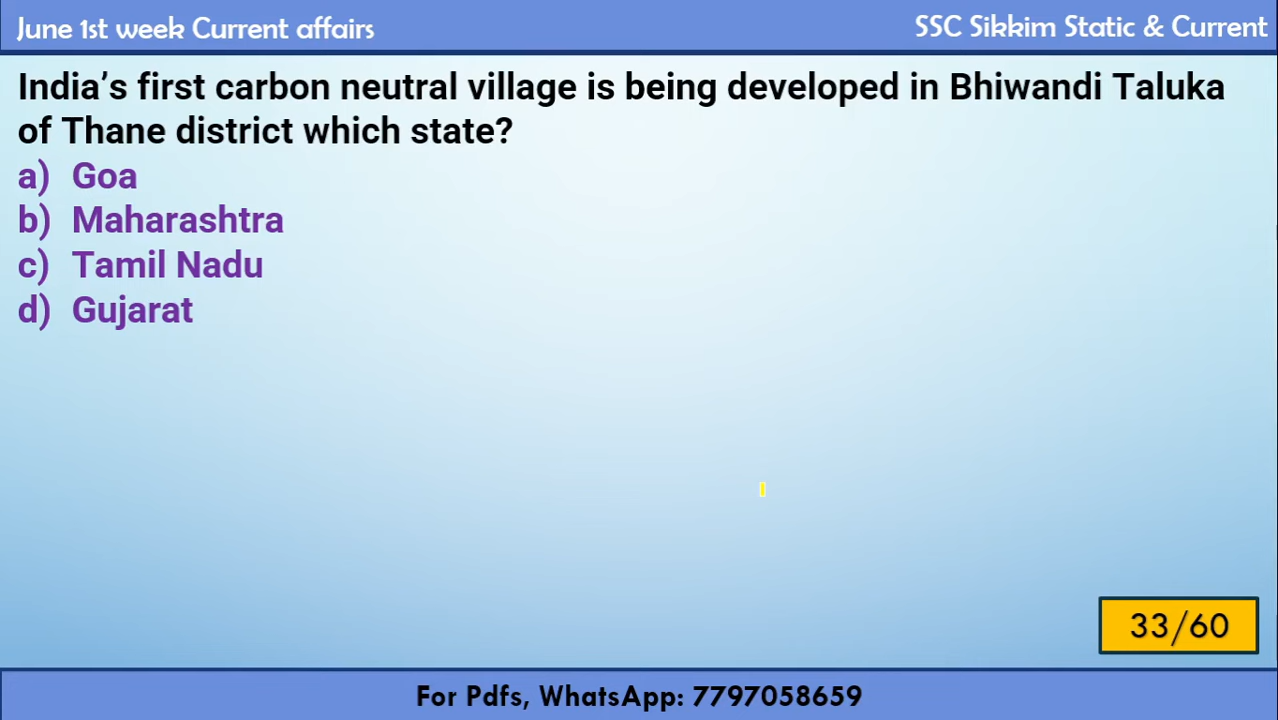 June 1st week Current affairs
SSC Sikkim Static & Current
India's first carbon neutral village is being developed in Bhiwandi Taluka
of Thane district which state?
a) Goa
b) Maharashtra
c) Tamil Nadu
d) Gujarat
33/60
For Pdfs, WhatsApp: 7797058659